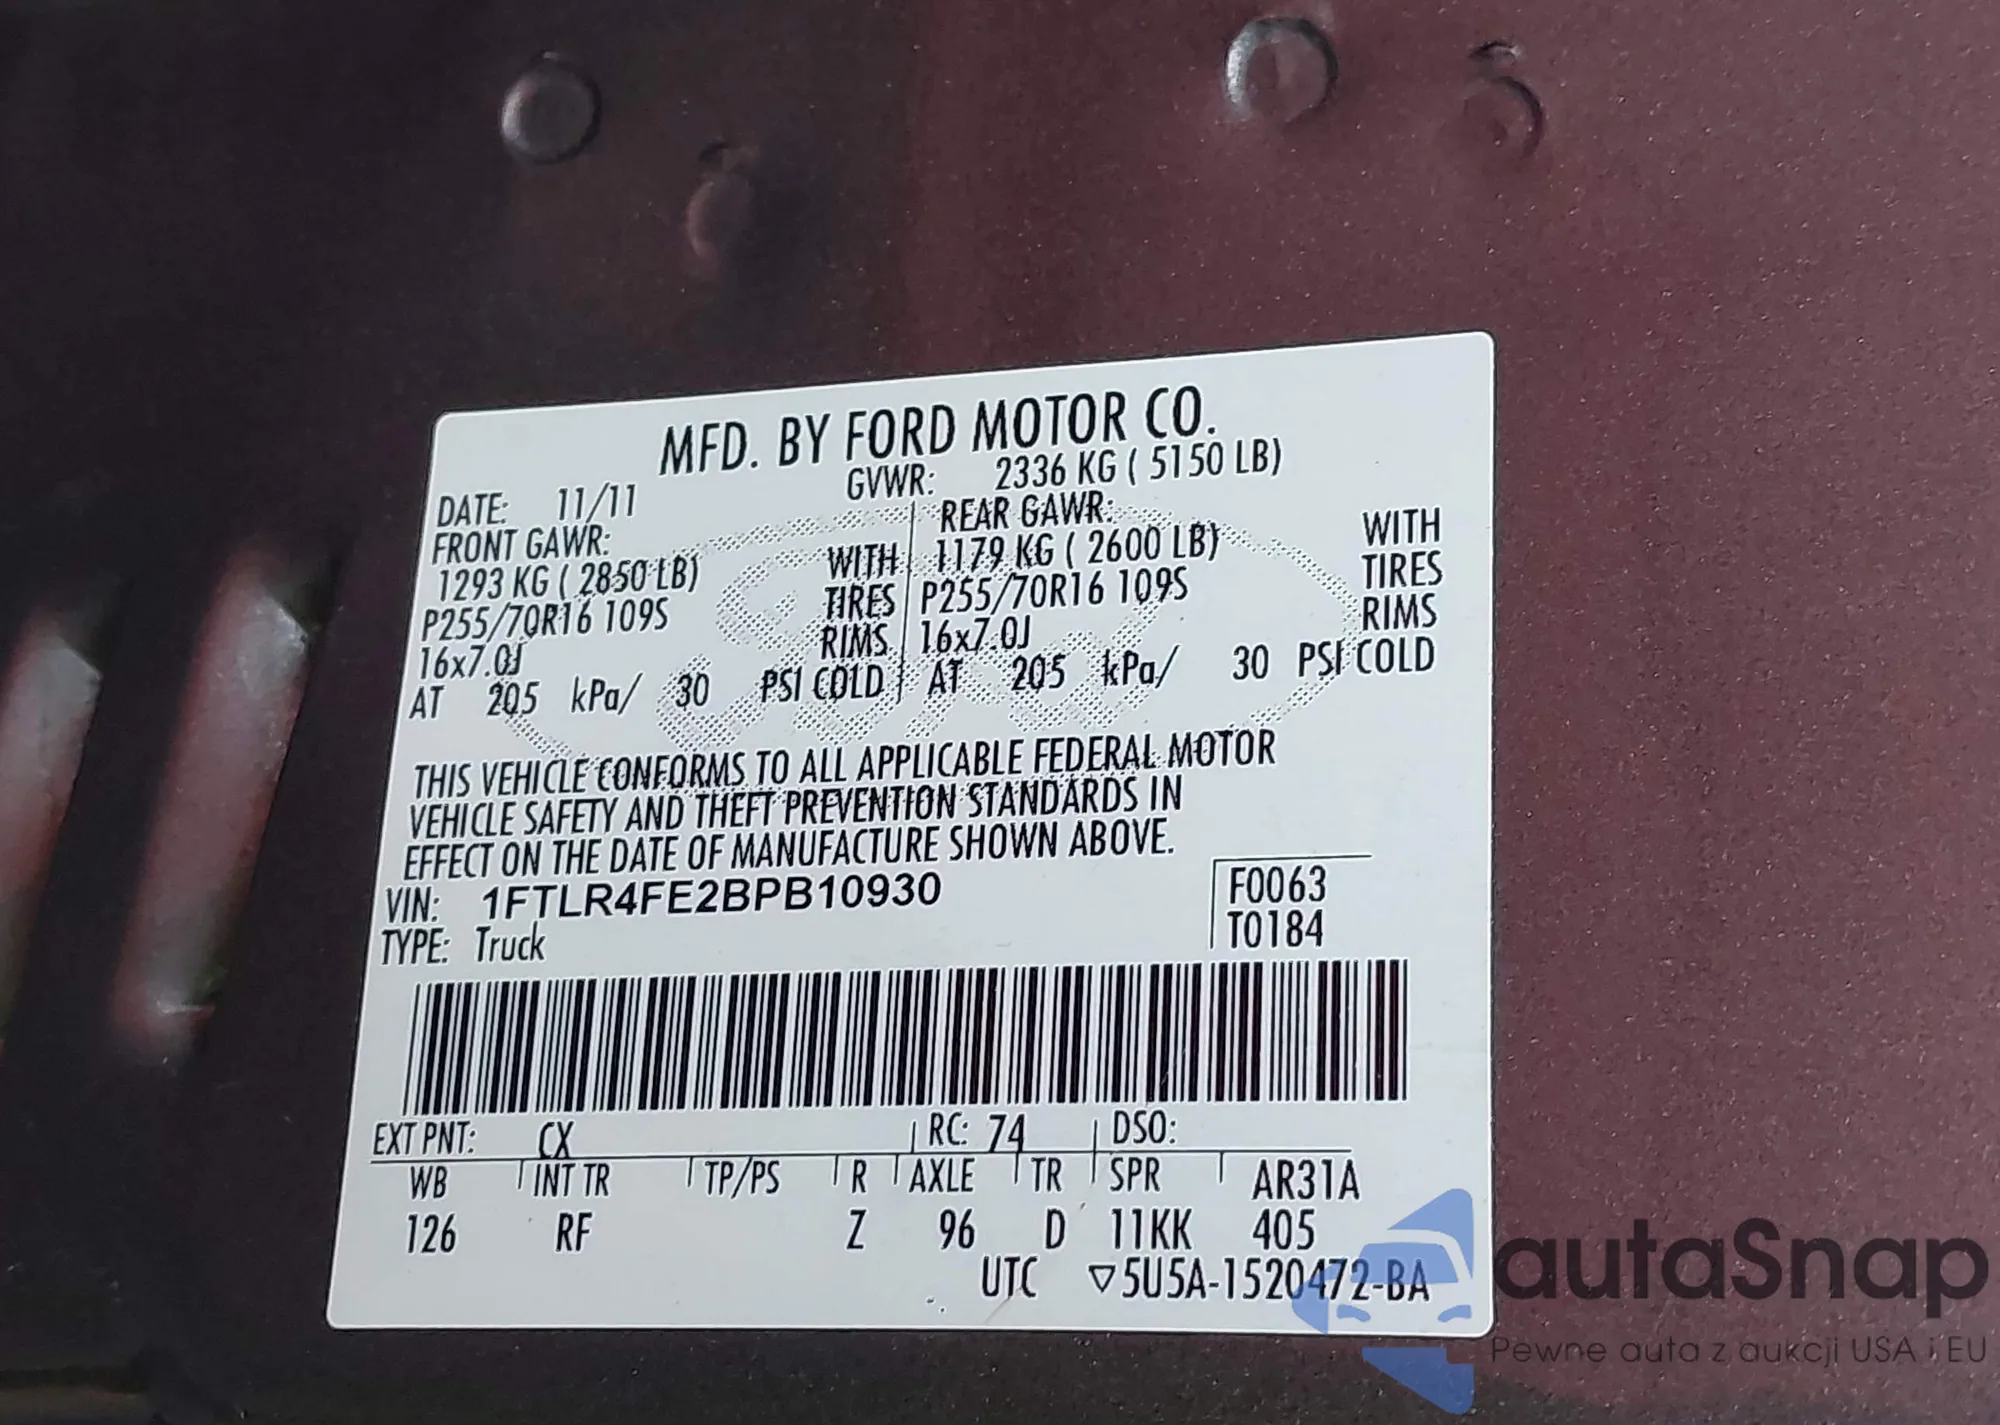 MFD. BY FORD MOTOR CO.
DATE: 11/11 GVWR: 2336 KG ( 5150 LB)
FRONT GAWR: REAR GAWR:
1293 KG ( 2850 LB) WITH 1179 KG ( 2600 LB) WITH
P255/70R16 109S TIRES P255/70R16 109S TIRES
16x7.0J RIMS 16x7.0J RIMS
AT 205 kPa/ 30 PSI COLD AT 205 kPa/ 30 PSI COLD
THIS VEHICLE CONFORMS TO ALL APPLICABLE FEDERAL MOTOR
VEHICLE SAFETY AND THEFT PREVENTION STANDARDS IN
EFFECT ON THE DATE OF MANUFACTURE SHOWN ABOVE.
VIN: 1FTLR4FE2BPB10930 F0063
TYPE: Truck T0184
EXT PNT: CX RC: 74 DSO:
WB INT TR TP/PS R AXLE TR SPR AR31A
126 RF Z 96 D 11KK 405
UTC ▽5U5A-1520472-BA
autaSnap
Pewne auta z aukcji USA i EU